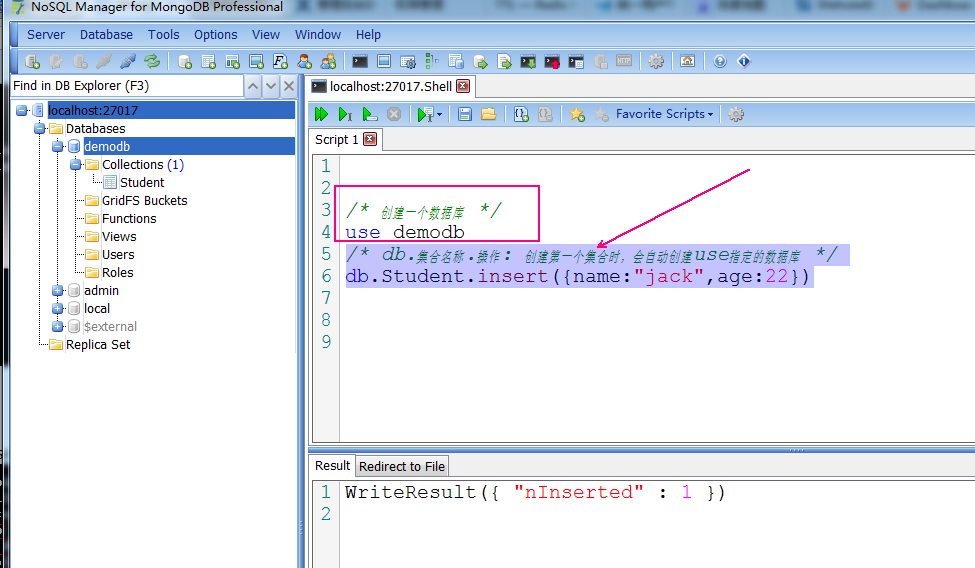 NoSQL Manager for MongoDB Professional
Server Database Tools Options View Window Help
Find in DB Explorer (F3)
localhost:27017
Databases
demodb
Collections (1)
Student
GridFS Buckets
Functions
Views
Users
Roles
admin
local
$external
Replica Set
localhost:27017.Shell
Favorite Scripts
Script 1
1
2
3 /* 创建一个数据库 */
4 use demodb
5 /* db.集合名称.操作: 创建第一个集合时，会自动创建use指定的数据库 */
6 db.Student.insert({name:"jack",age:22})
7
8
9
Result Redirect to File
1 WriteResult({ "nInserted" : 1 })
2